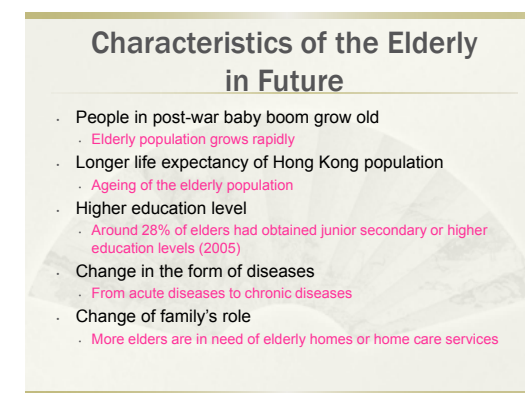 Characteristics of the Elderly
in Future
· People in post-war baby boom grow old
· Elderly population grows rapidly
· Longer life expectancy of Hong Kong population
· Ageing of the elderly population
· Higher education level
· Around 28% of elders had obtained junior secondary or higher
education levels (2005)
· Change in the form of diseases
· From acute diseases to chronic diseases
· Change of family's role
· More elders are in need of elderly homes or home care services